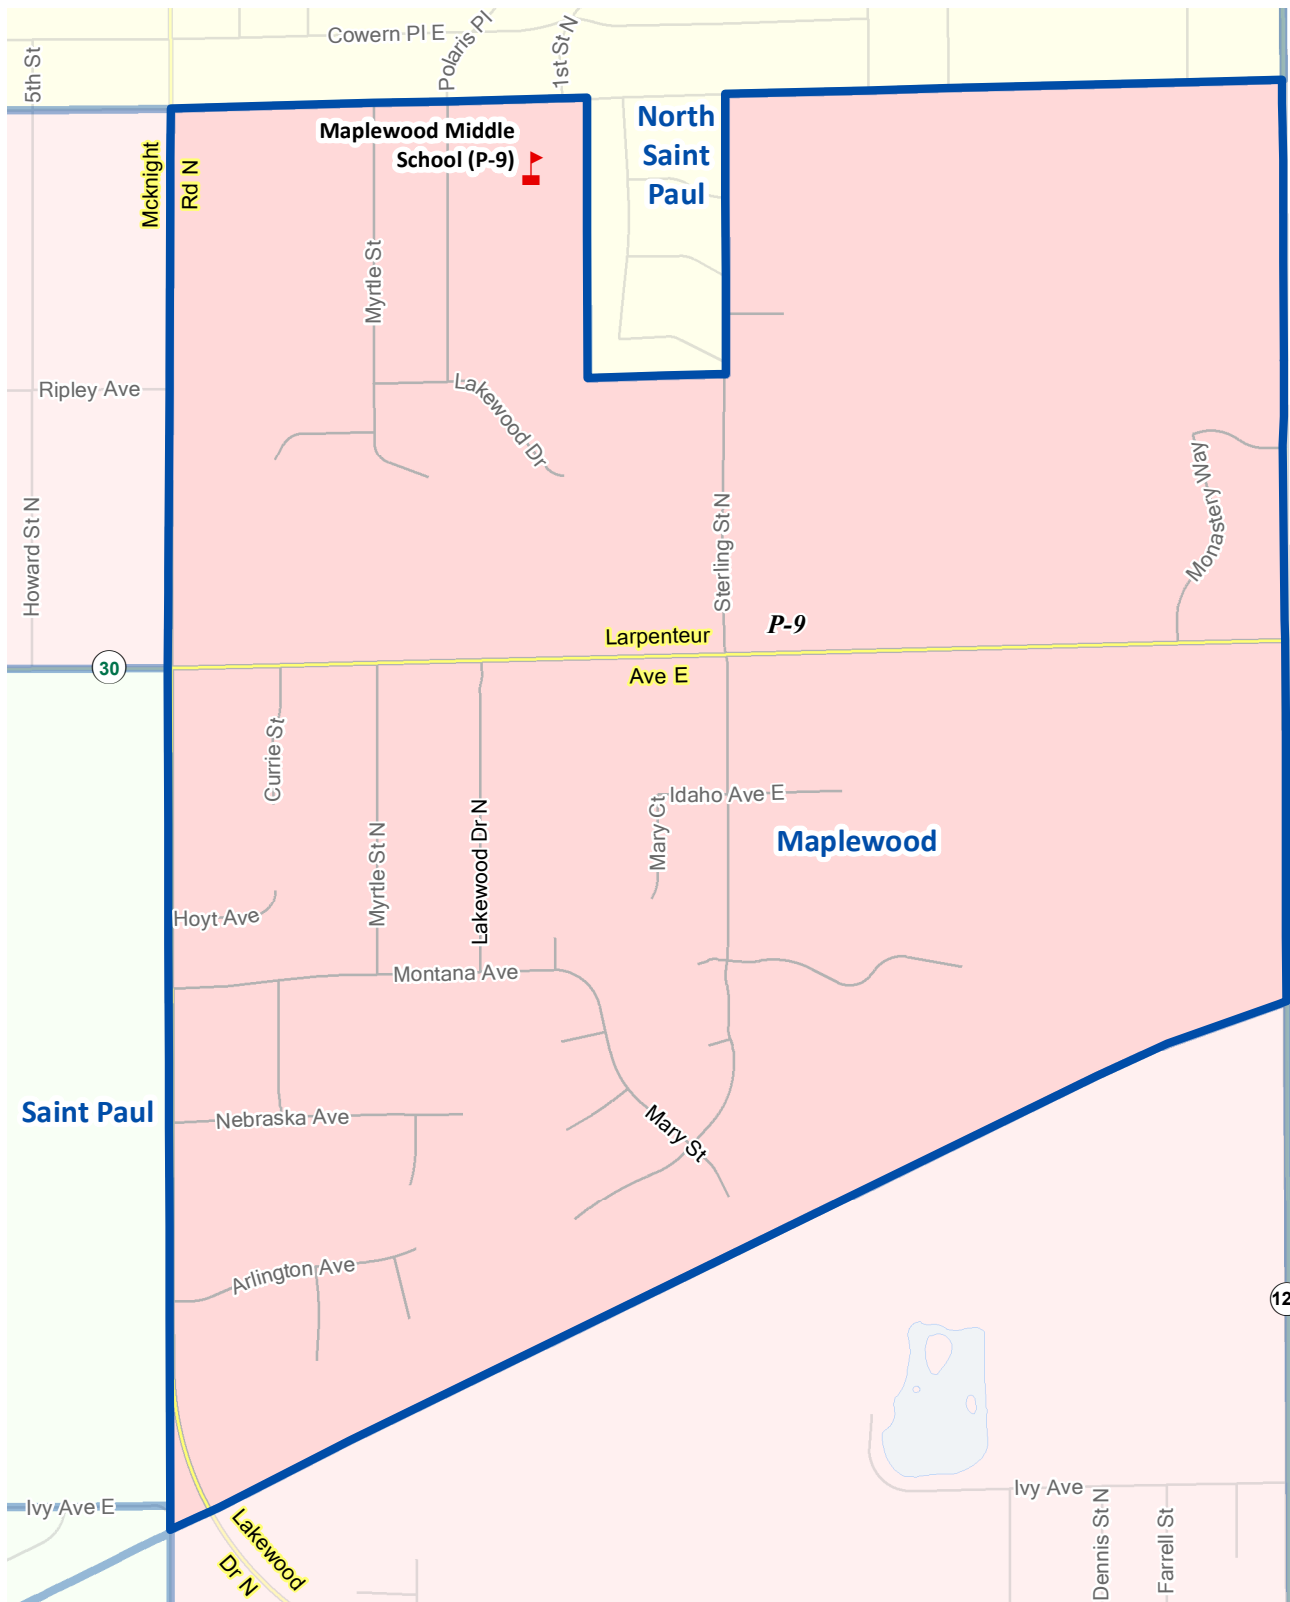 Cowern Pl E
Polaris Pl
1st St N
5th St
North
Saint
Paul
Maplewood Middle
School (P-9)
Mcknight
Rd N
Myrtle St
Ripley Ave
Lakewood Dr
Monastery Way
Howard St N
Sterling St N
P-9
Larpenteur
Ave E
30
Currie St
Idaho Ave E
Mary Ct
Maplewood
Myrtle St N
Lakewood Dr N
Hoyt Ave
Montana Ave
Saint Paul
Nebraska Ave
Mary St
Arlington Ave
12
Ivy Ave E
Ivy Ave
Lakewood
Dr N
Dennis St N
Farrell St